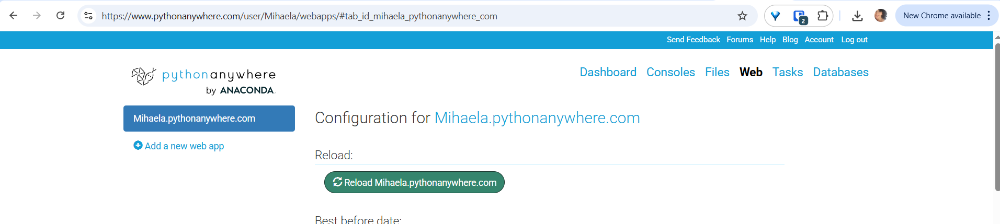 https://www.pythonanywhere.com/user/Mihaela/webapps/#tab_id_mihaela_pythonanywhere_com
2
New Chrome available
Send Feedback Forums Help Blog Account Log out
pythonanywhere
by ANACONDA
Dashboard Consoles Files Web Tasks Databases
Mihaela.pythonanywhere.com
Add a new web app
Configuration for Mihaela.pythonanywhere.com
Reload:
Reload Mihaela.pythonanywhere.com
Best before date: